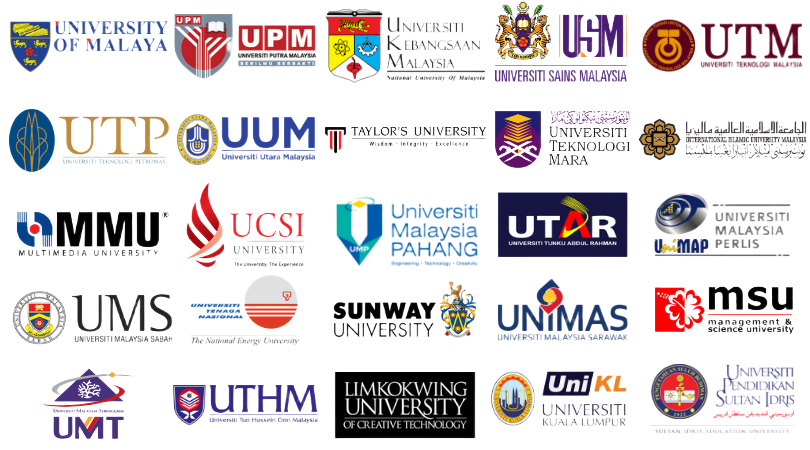 UNIVERSITY
OF MALAYA
UPM
UPM
UNIVERSITI PUTRA MALAYSIA
BERILMU BERBAKTI
UNIVERSITI
KEBANGSAAN
MALAYSIA
National University Of Malaysia
USM
UNIVERSITI SAINS MALAYSIA
UTM
UNIVERSITI TEKNOLOGI MALAYSIA
UTP
UNIVERSITI TEKNOLOGI PETRONAS
UUM
Universiti Utara Malaysia
TAYLOR'S UNIVERSITY
Wisdom · Integrity · Excellence
UNIVERSITI
TEKNOLOGI
MARA
الجامعة الإسلامية العالمية ماليزيا
INTERNATIONAL ISLAMIC UNIVERSITY MALAYSIA
MMU
MULTIMEDIA UNIVERSITY
UCSI
UNIVERSITY
The University, The Experience
UMP
Universiti
Malaysia
PAHANG
Engineering · Technology · Creativity
UTAR
UNIVERSITI TUNKU ABDUL RAHMAN
UniMAP
UNIVERSITI
MALAYSIA
PERLIS
UMS
UNIVERSITI MALAYSIA SABAH
UNIVERSITI
TENAGA
NASIONAL
The National Energy University
SUNWAY
UNIVERSITY
UNIMAS
UNIVERSITI MALAYSIA SARAWAK
msu
management &
science university
UNIVERSITI MALAYSIA TERENGGANU
UMT
UTHM
Universiti Tun Hussein Onn Malaysia
LIMKOKWING
UNIVERSITY
OF CREATIVE TECHNOLOGY
UniKL
UNIVERSITI
KUALA LUMPUR
UNIVERSITI
PENDIDIKAN
SULTAN IDRIS
SULTAN IDRIS EDUCATION UNIVERSITY